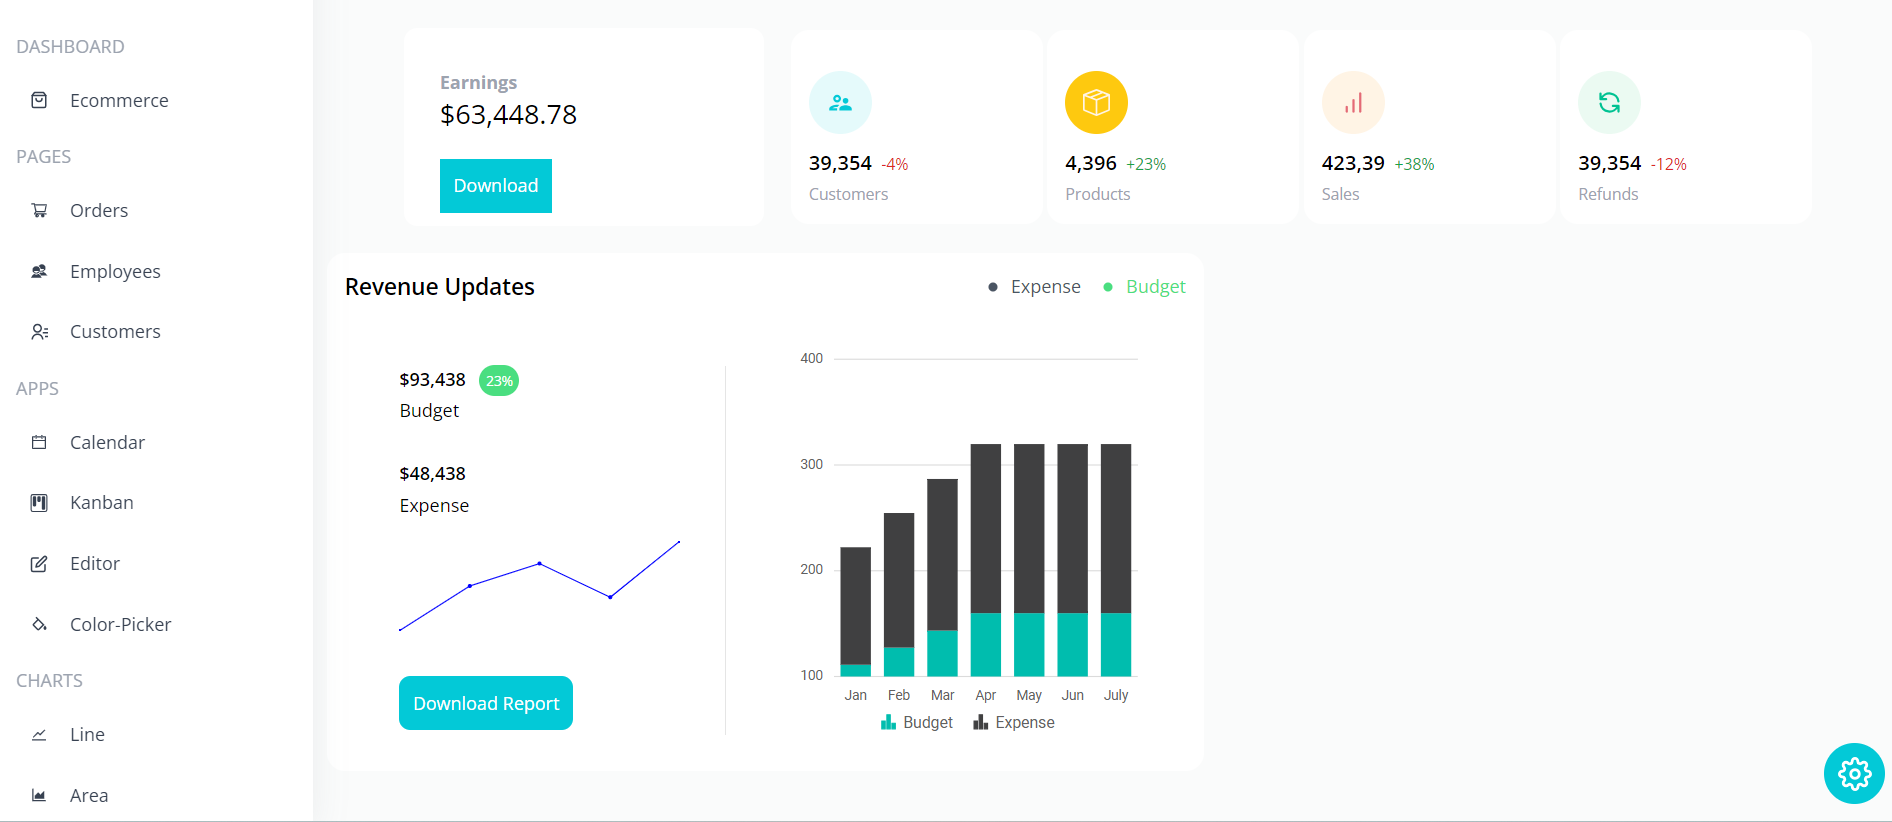 DASHBOARD
Ecommerce
PAGES
Orders
Employees
Customers
APPS
Calendar
Kanban
Editor
Color-Picker
CHARTS
Line
Area
Earnings
$63,448.78
Download
39,354 -4%
Customers
4,396 +23%
Products
423,39 +38%
Sales
39,354 -12%
Refunds
Revenue Updates
Expense Budget
$93,438 23%
Budget
$48,438
Expense
Download Report
400
300
200
100
Jan Feb Mar Apr May Jun July
Budget Expense